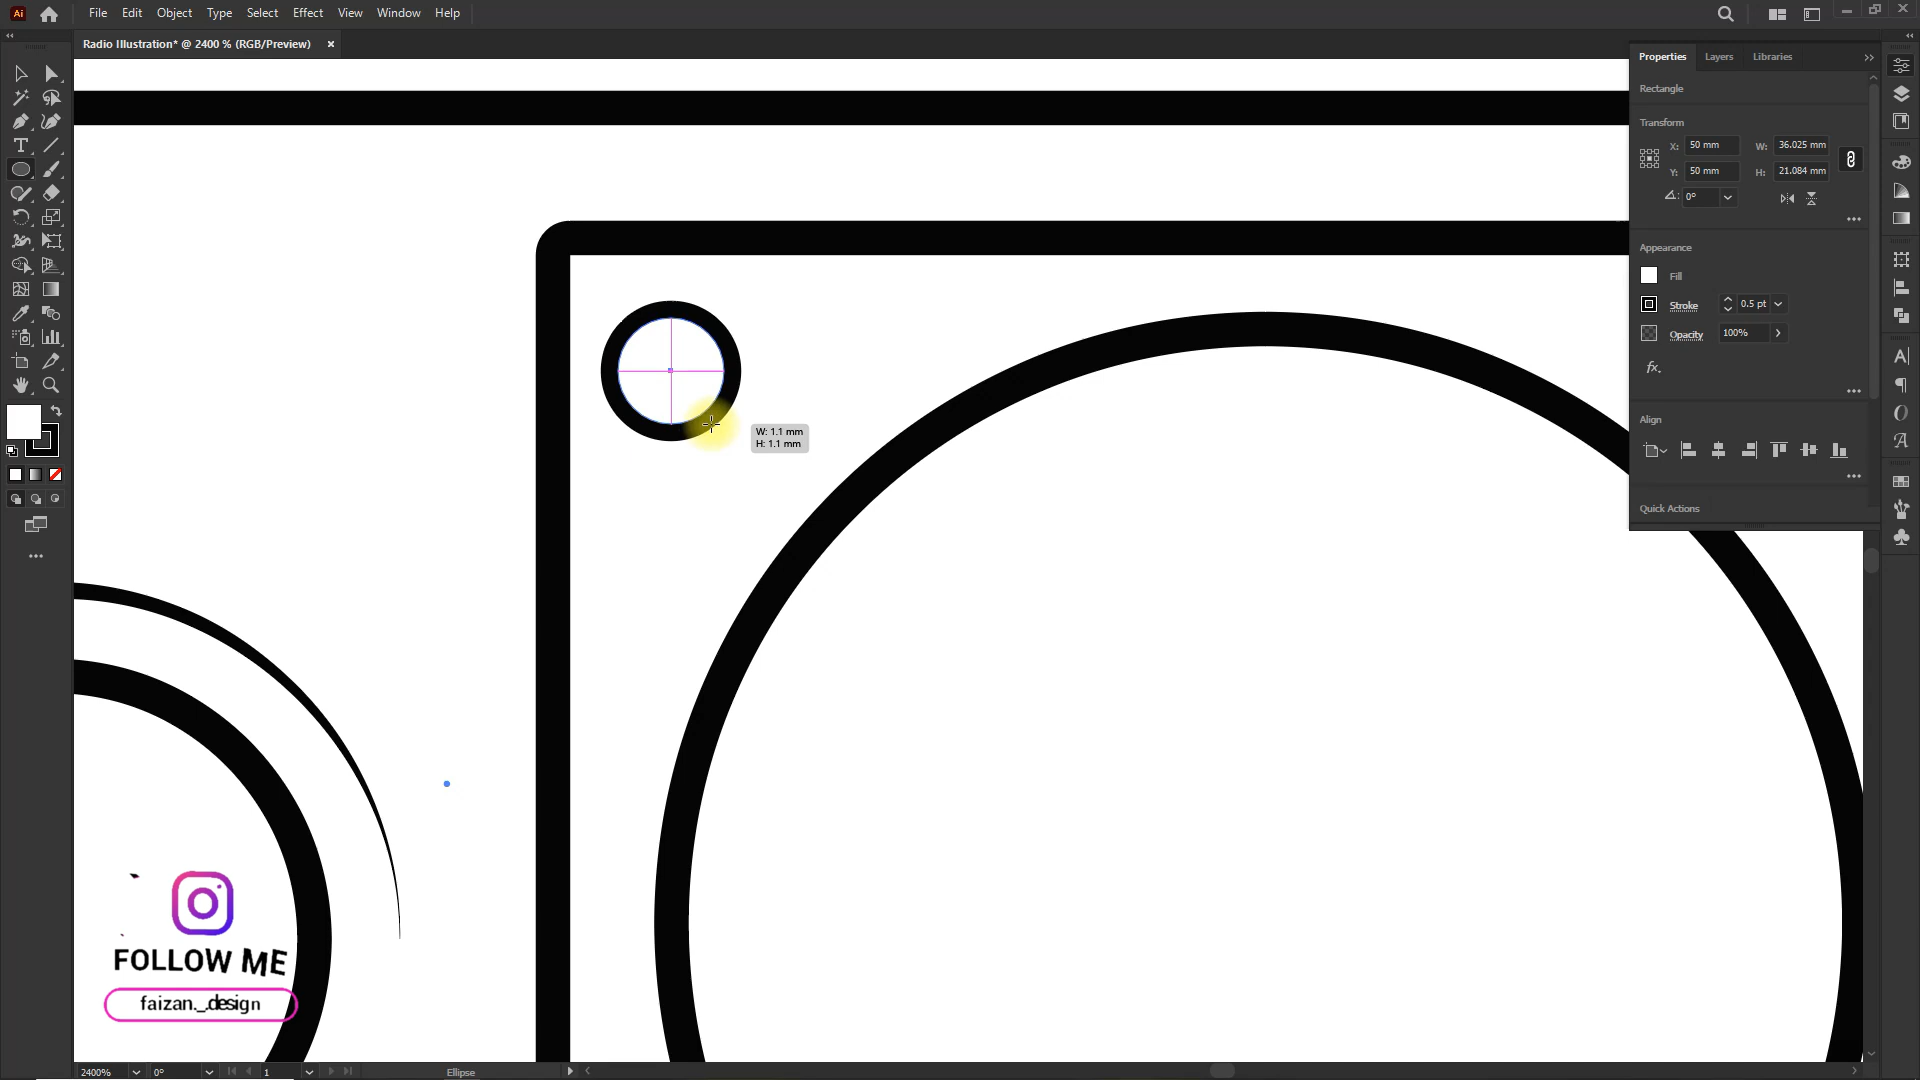 Ai File Edit Object Type Select Effect View Window Help
Radio Illustration* @ 2400 % (RGB/Preview) ×
Properties Layers Libraries
Rectangle
Transform
X: 50 mm W: 36.025 mm
Y: 50 mm H: 21.084 mm
0°
Appearance
Fill
Stroke 0.5 pt
Opacity 100%
fx.
Align
Quick Actions
W: 1.1 mm
H: 1.1 mm
FOLLOW ME
faizan._.design
2400% 0° 1 Ellipse